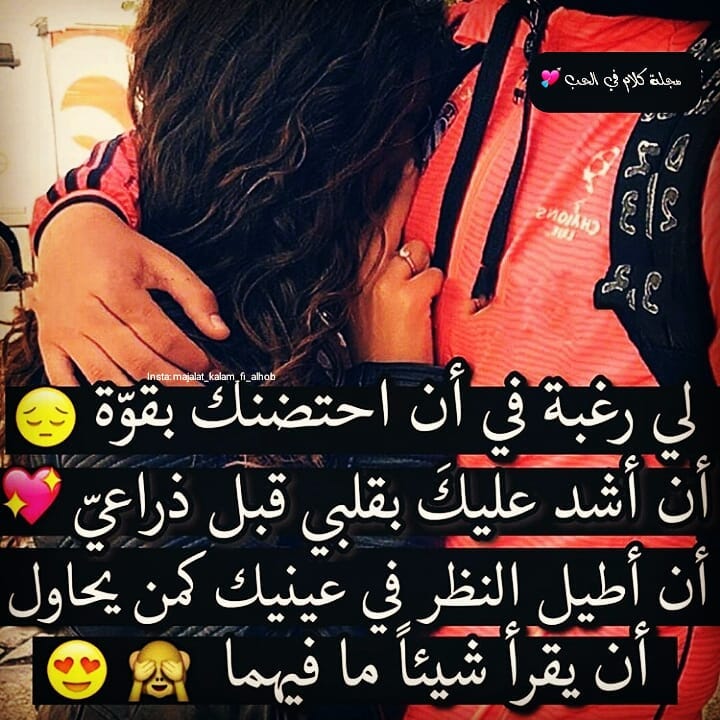 مجلة كلام في الحب 💘
CHAMPIONS
Insta: majalat_kalam_fi_alhob
لي رغبة في أن احتضنك بقوّة 😔
أن أشد عليكَ بقلبي قبل ذراعيّ 💖
أن أطيل النظر في عينيك كمن يحاول
أن يقرأ شيئاً ما فيهما 🙈😍